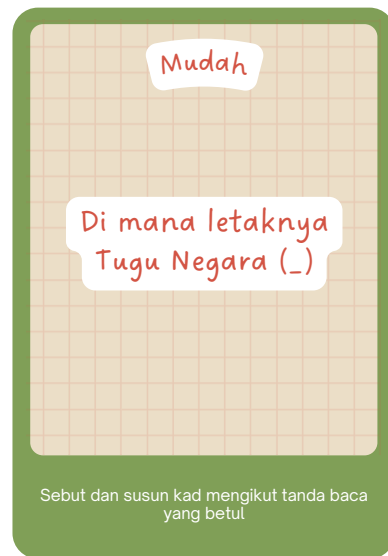 Mudah
Di mana letaknya
Tugu Negara (_)
Sebut dan susun kad mengikut tanda baca
yang betul